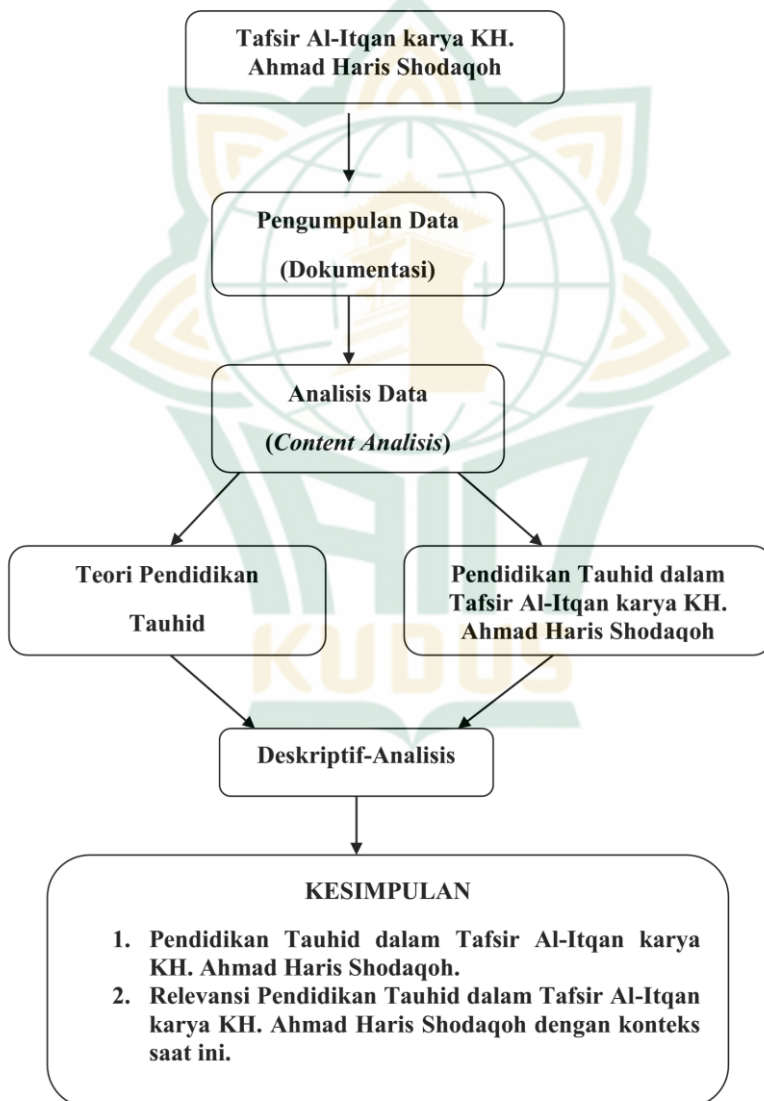 Tafsir Al-Itqan karya KH.
Ahmad Haris Shodaqoh
Pengumpulan Data
(Dokumentasi)
Analisis Data
(Content Analisis)
Teori Pendidikan
Tauhid
Pendidikan Tauhid dalam
Tafsir Al-Itqan karya KH.
Ahmad Haris Shodaqoh
IAIN
KUDUS
Deskriptif-Analisis
KESIMPULAN
1. Pendidikan Tauhid dalam Tafsir Al-Itqan karya
KH. Ahmad Haris Shodaqoh.
2. Relevansi Pendidikan Tauhid dalam Tafsir Al-Itqan
karya KH. Ahmad Haris Shodaqoh dengan konteks
saat ini.